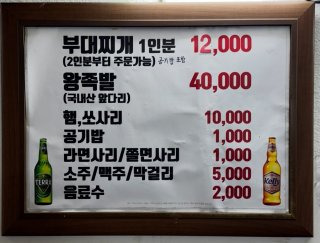 부대찌개 1인분 12,000
(2인분부터 주문가능) 공기밥 포함
왕족발 40,000
(국내산 앞다리)
햄,쏘사리 10,000
공기밥 1,000
라면사리/쫄면사리 1,000
소주/맥주/막걸리 5,000
음료수 2,000
TERRA
Kelly